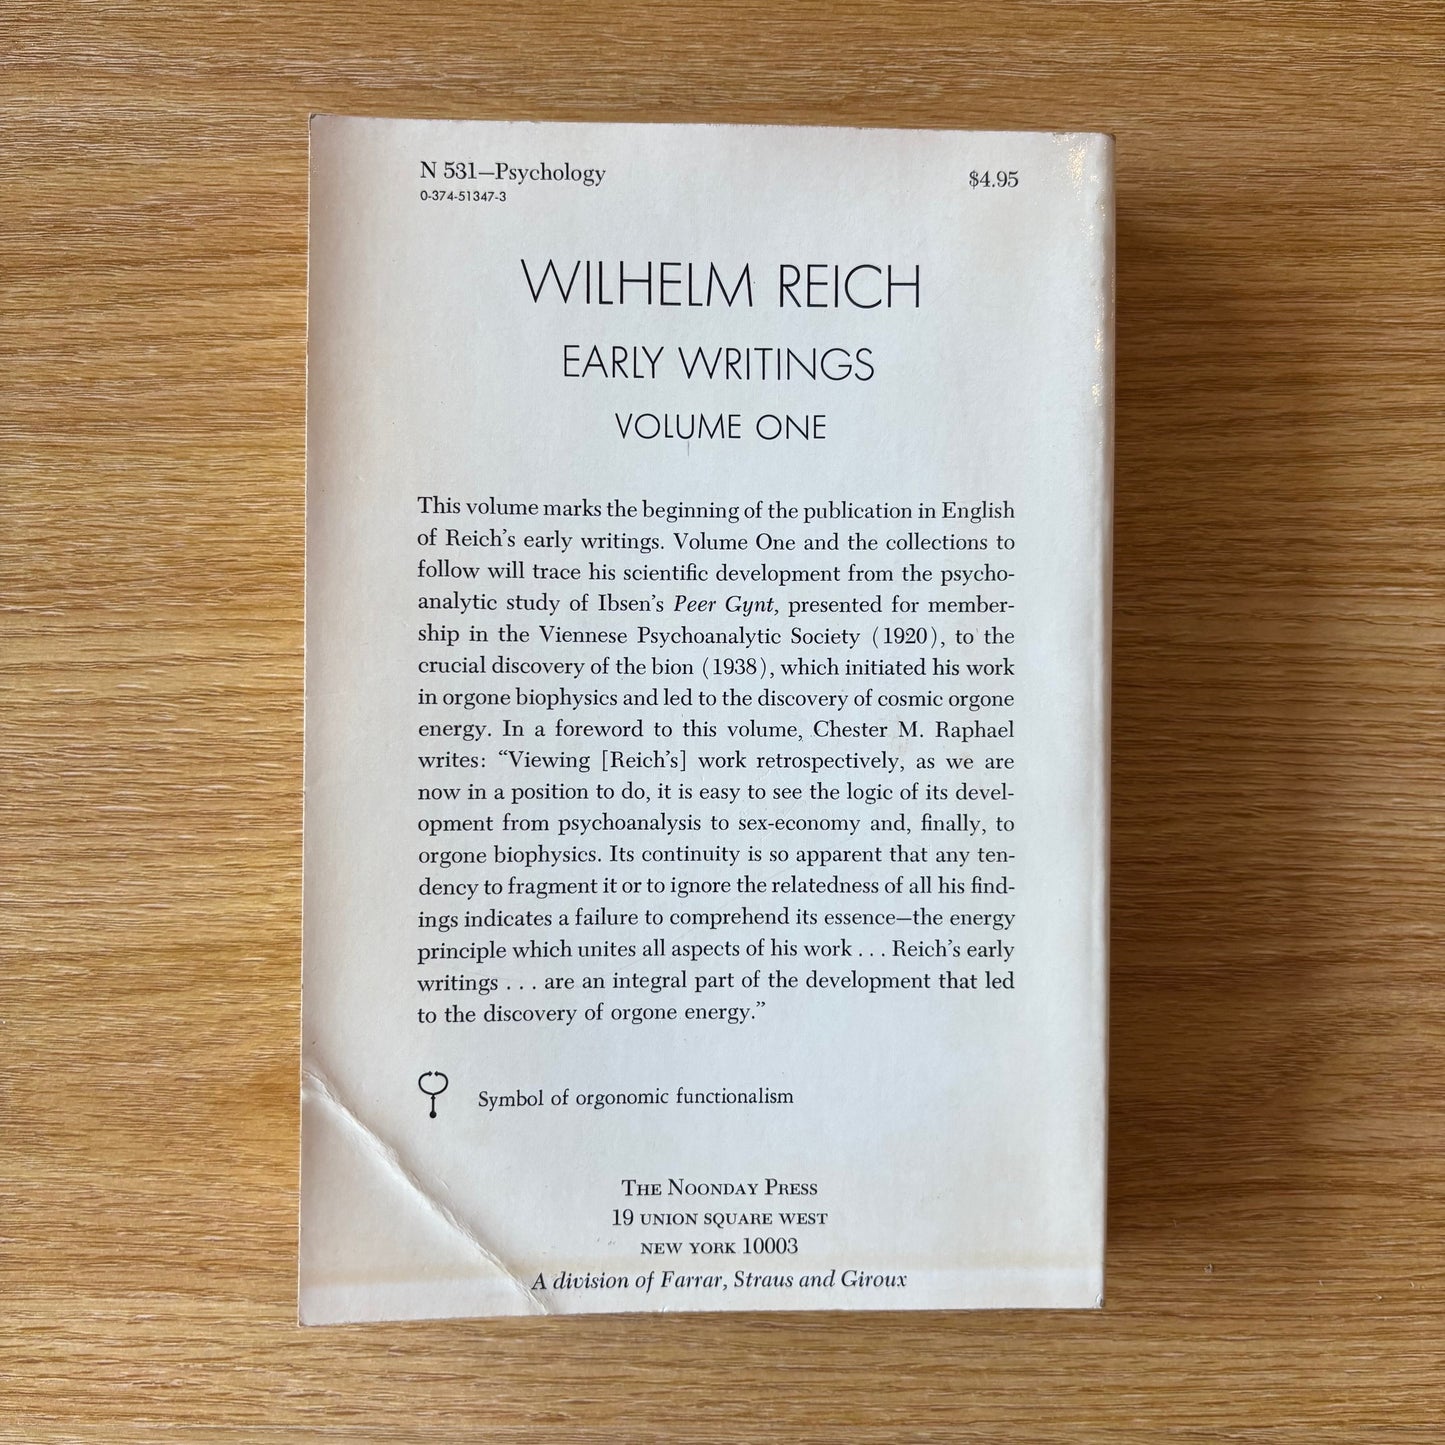 N 531—Psychology
$4.95
0-374-51347-3
WILHELM REICH
EARLY WRITINGS
VOLUME ONE
This volume marks the beginning of the publication in English
of Reich's early writings. Volume One and the collections to
follow will trace his scientific development from the psycho-
analytic study of Ibsen's Peer Gynt, presented for member-
ship in the Viennese Psychoanalytic Society (1920), to the
crucial discovery of the bion (1938), which initiated his work
in orgone biophysics and led to the discovery of cosmic orgone
energy. In a foreword to this volume, Chester M. Raphael
writes: “Viewing [Reich's] work retrospectively, as we are
now in a position to do, it is easy to see the logic of its devel-
opment from psychoanalysis to sex-economy and, finally, to
orgone biophysics. Its continuity is so apparent that any ten-
dency to fragment it or to ignore the relatedness of all his find-
ings indicates a failure to comprehend its essence—the energy
principle which unites all aspects of his work . . . Reich's early
writings . . . are an integral part of the development that led
to the discovery of orgone energy.”
Symbol of orgonomic functionalism
THE NOONDAY PRESS
19 UNION SQUARE WEST
NEW YORK 10003
A division of Farrar, Straus and Giroux